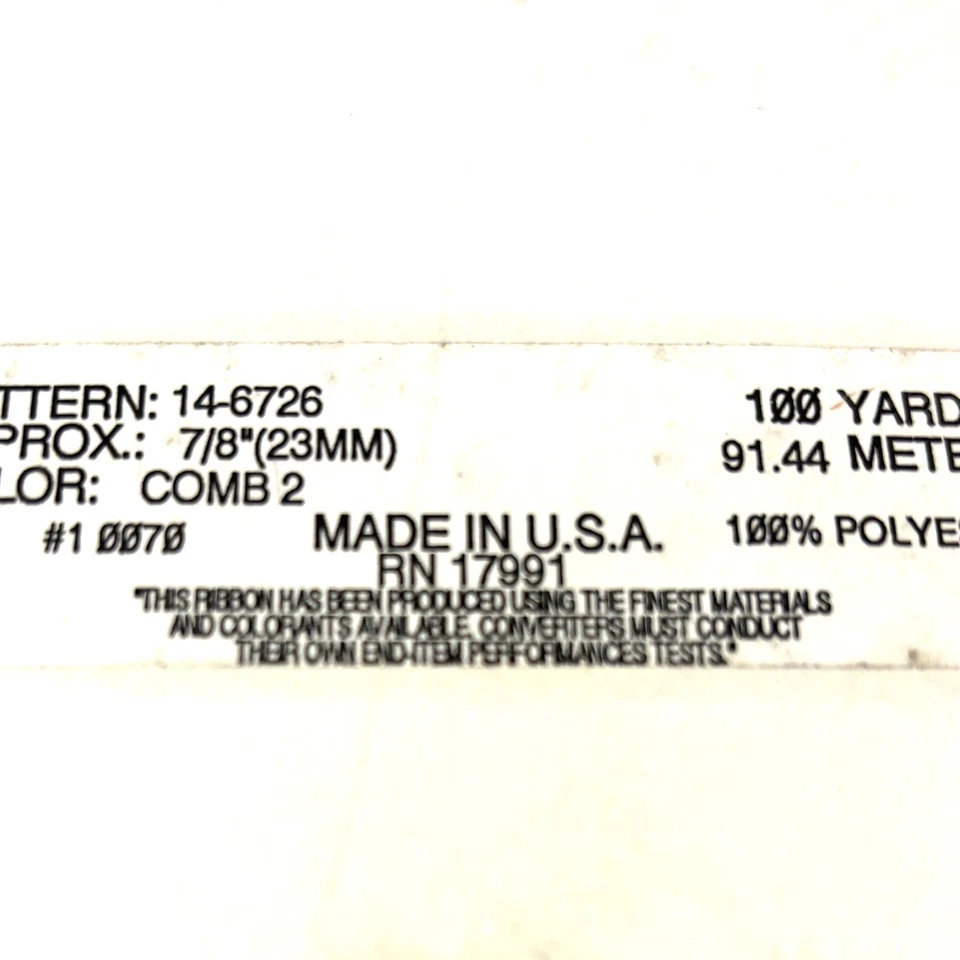 TTERN: 14-6726 100 YARD
PROX.: 7/8"(23MM) 91.44 METE
LOR: COMB 2
#1 0070 MADE IN U.S.A. 100% POLYES
RN 17991
"THIS RIBBON HAS BEEN PRODUCED USING THE FINEST MATERIALS
AND COLORANTS AVAILABLE. CONVERTERS MUST CONDUCT
THEIR OWN END-ITEM PERFORMANCES TESTS."